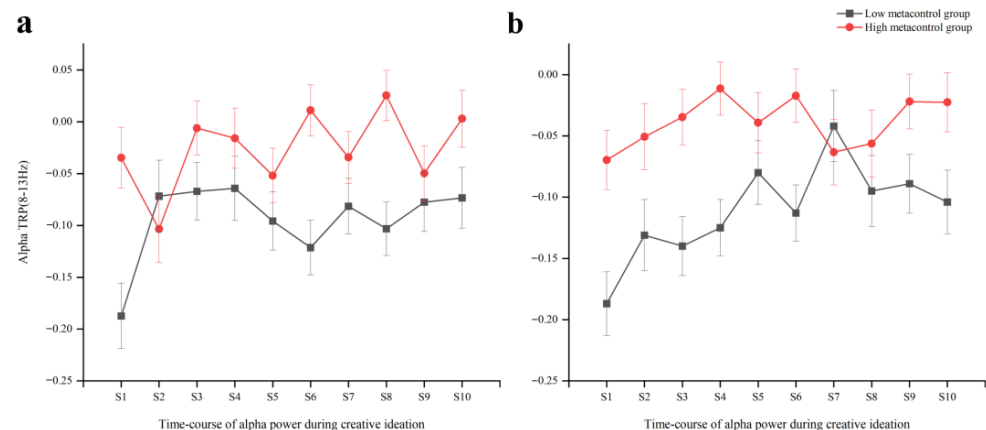 a
b
Low metacontrol group
High metacontrol group
Alpha TRP(8-13Hz)
0.05
0.00
−0.05
−0.10
−0.15
−0.20
−0.25
S1 S2 S3 S4 S5 S6 S7 S8 S9 S10
Time-course of alpha power during creative ideation
0.00
−0.05
−0.10
−0.15
−0.20
−0.25
S1 S2 S3 S4 S5 S6 S7 S8 S9 S10
Time-course of alpha power during creative ideation